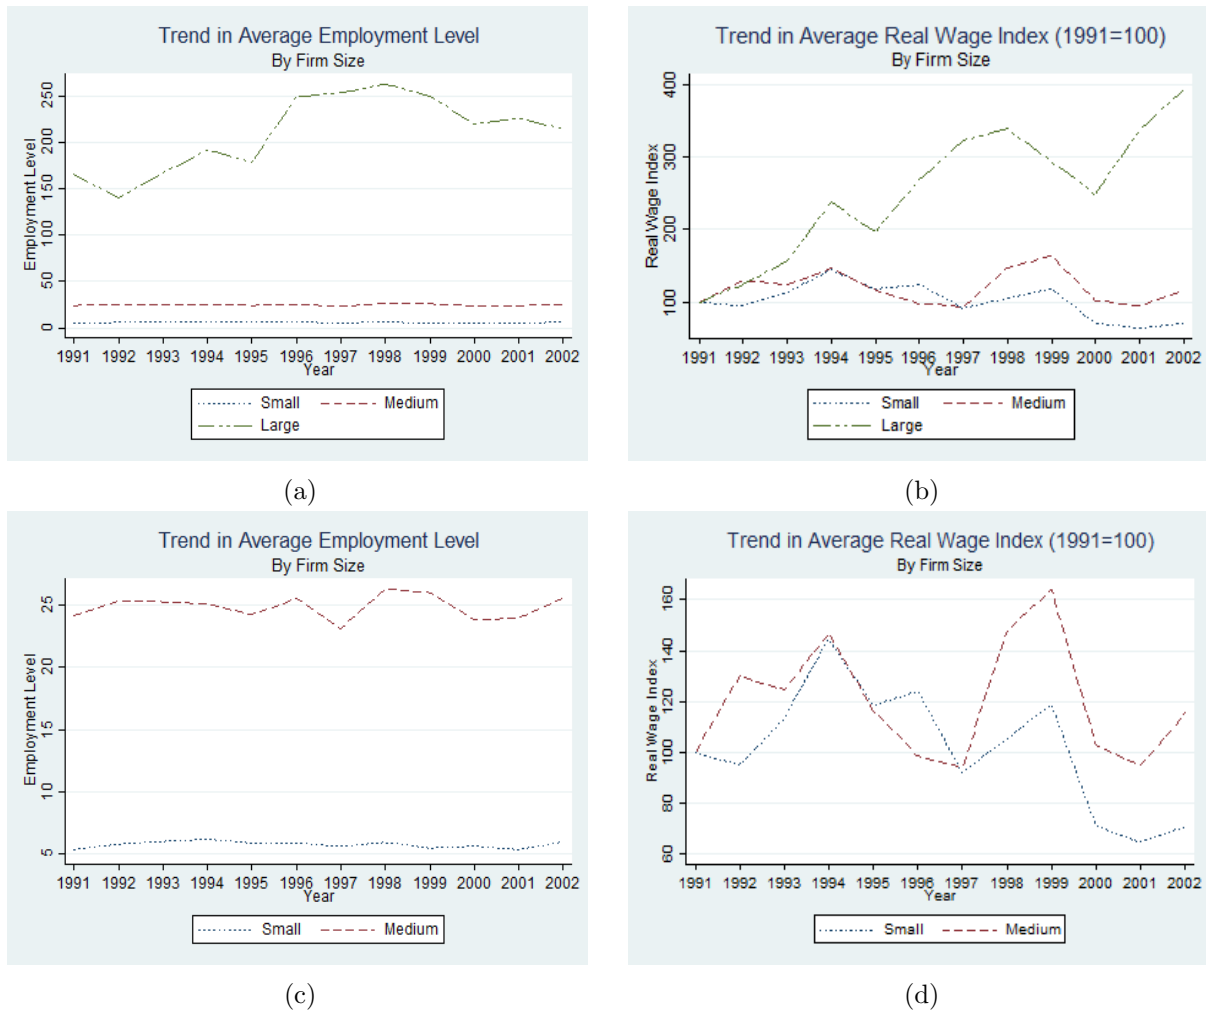 Trend in Average Employment Level
By Firm Size
Employment Level
250
200
150
100
50
0
1991 1992 1993 1994 1995 1996 1997 1998 1999 2000 2001 2002
Year
Small Medium
Large
(a)
Trend in Average Real Wage Index (1991=100)
By Firm Size
Real Wage Index
400
300
200
100
1991 1992 1993 1994 1995 1996 1997 1998 1999 2000 2001 2002
Year
Small Medium
Large
(b)
Trend in Average Employment Level
By Firm Size
Employment Level
25
20
15
10
5
1991 1992 1993 1994 1995 1996 1997 1998 1999 2000 2001 2002
Year
Small Medium
(c)
Trend in Average Real Wage Index (1991=100)
By Firm Size
Real Wage Index
160
140
120
100
80
60
1991 1992 1993 1994 1995 1996 1997 1998 1999 2000 2001 2002
Year
Small Medium
(d)